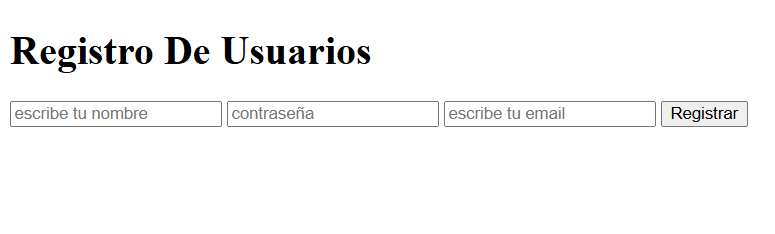 Registro De Usuarios
escribe tu nombre contraseña escribe tu email Registrar